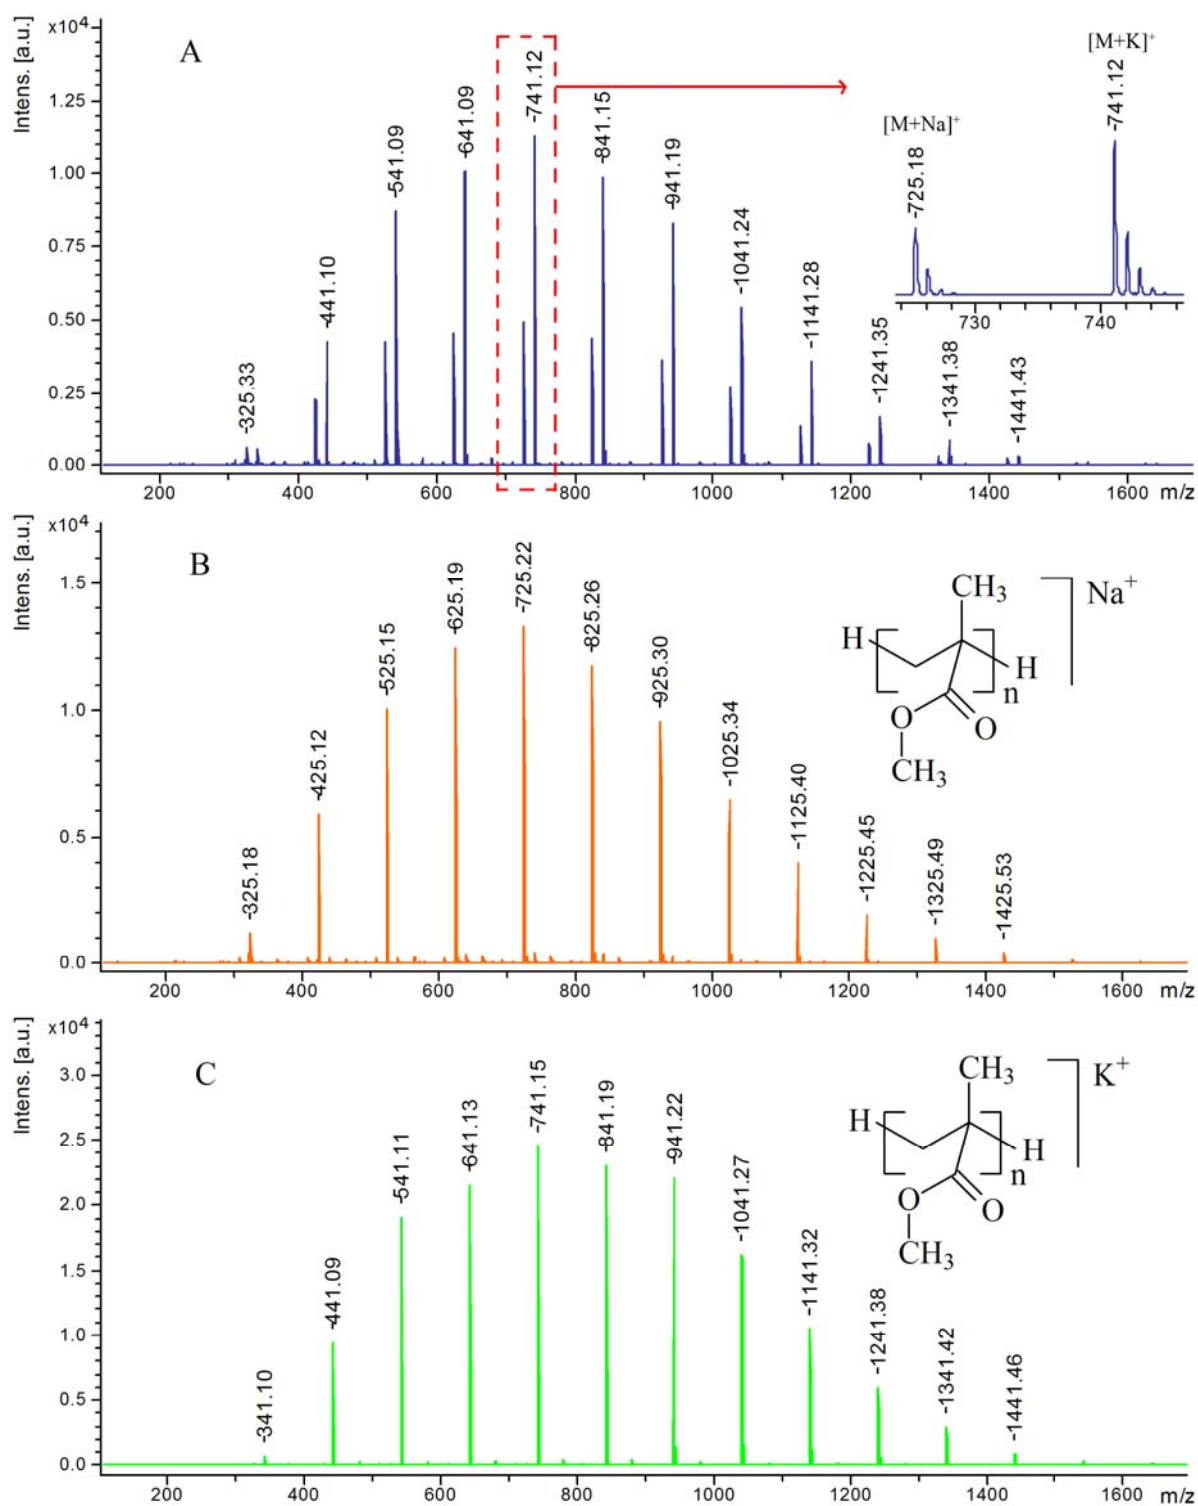 Intens. [a.u.]
x10⁴
A
1.25
1.00
0.75
0.50
0.25
0.00
325.33
441.10
541.09
641.09
741.12
841.15
941.19
1041.24
1141.28
1241.35
1341.38
1441.43
[M+Na]⁺
725.18
[M+K]⁺
741.12
730
740
200
400
600
800
1000
1200
1400
1600
m/z
Intens. [a.u.]
x10⁴
B
1.5
1.0
0.5
0.0
325.18
425.12
525.15
625.19
725.22
825.26
925.30
1025.34
1125.40
1225.45
1325.49
1425.53
CH₃
Na⁺
H
H
n
O
O
CH₃
200
400
600
800
1000
1200
1400
1600
m/z
Intens. [a.u.]
x10⁴
C
3.0
2.5
2.0
1.5
1.0
0.5
0.0
341.10
441.09
541.11
641.13
741.15
841.19
941.22
1041.27
1141.32
1241.38
1341.42
1441.46
CH₃
K⁺
H
H
n
O
O
CH₃
200
400
600
800
1000
1200
1400
1600
m/z